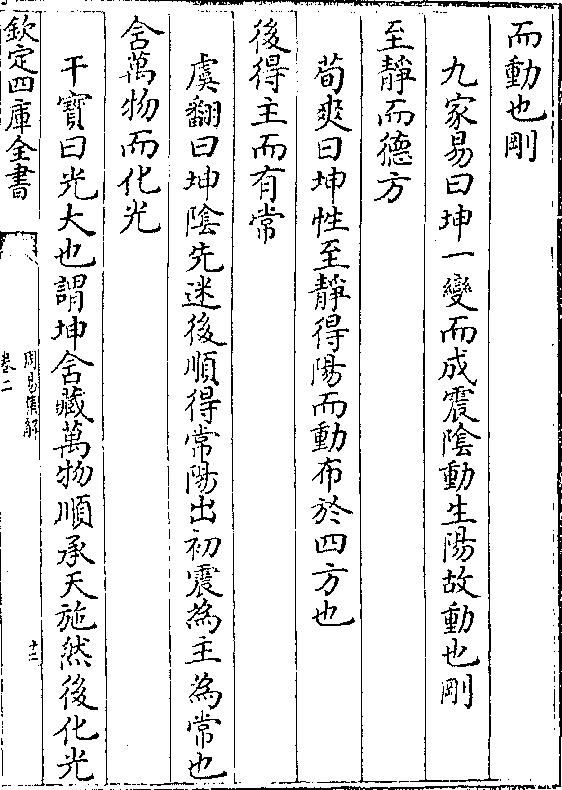 而動也剛
九家易曰坤一變而成震陰動生陽故動也剛
至靜而德方
荀爽曰坤性至靜得陽而動布於四方也
後得主而有常
虞翻曰坤陰先迷後順得常陽出初震為主為常也
含萬物而化光
干寶曰光大也謂坤含藏萬物順承天施然後化光
欽定四庫全書
周易集解
卷二
十二